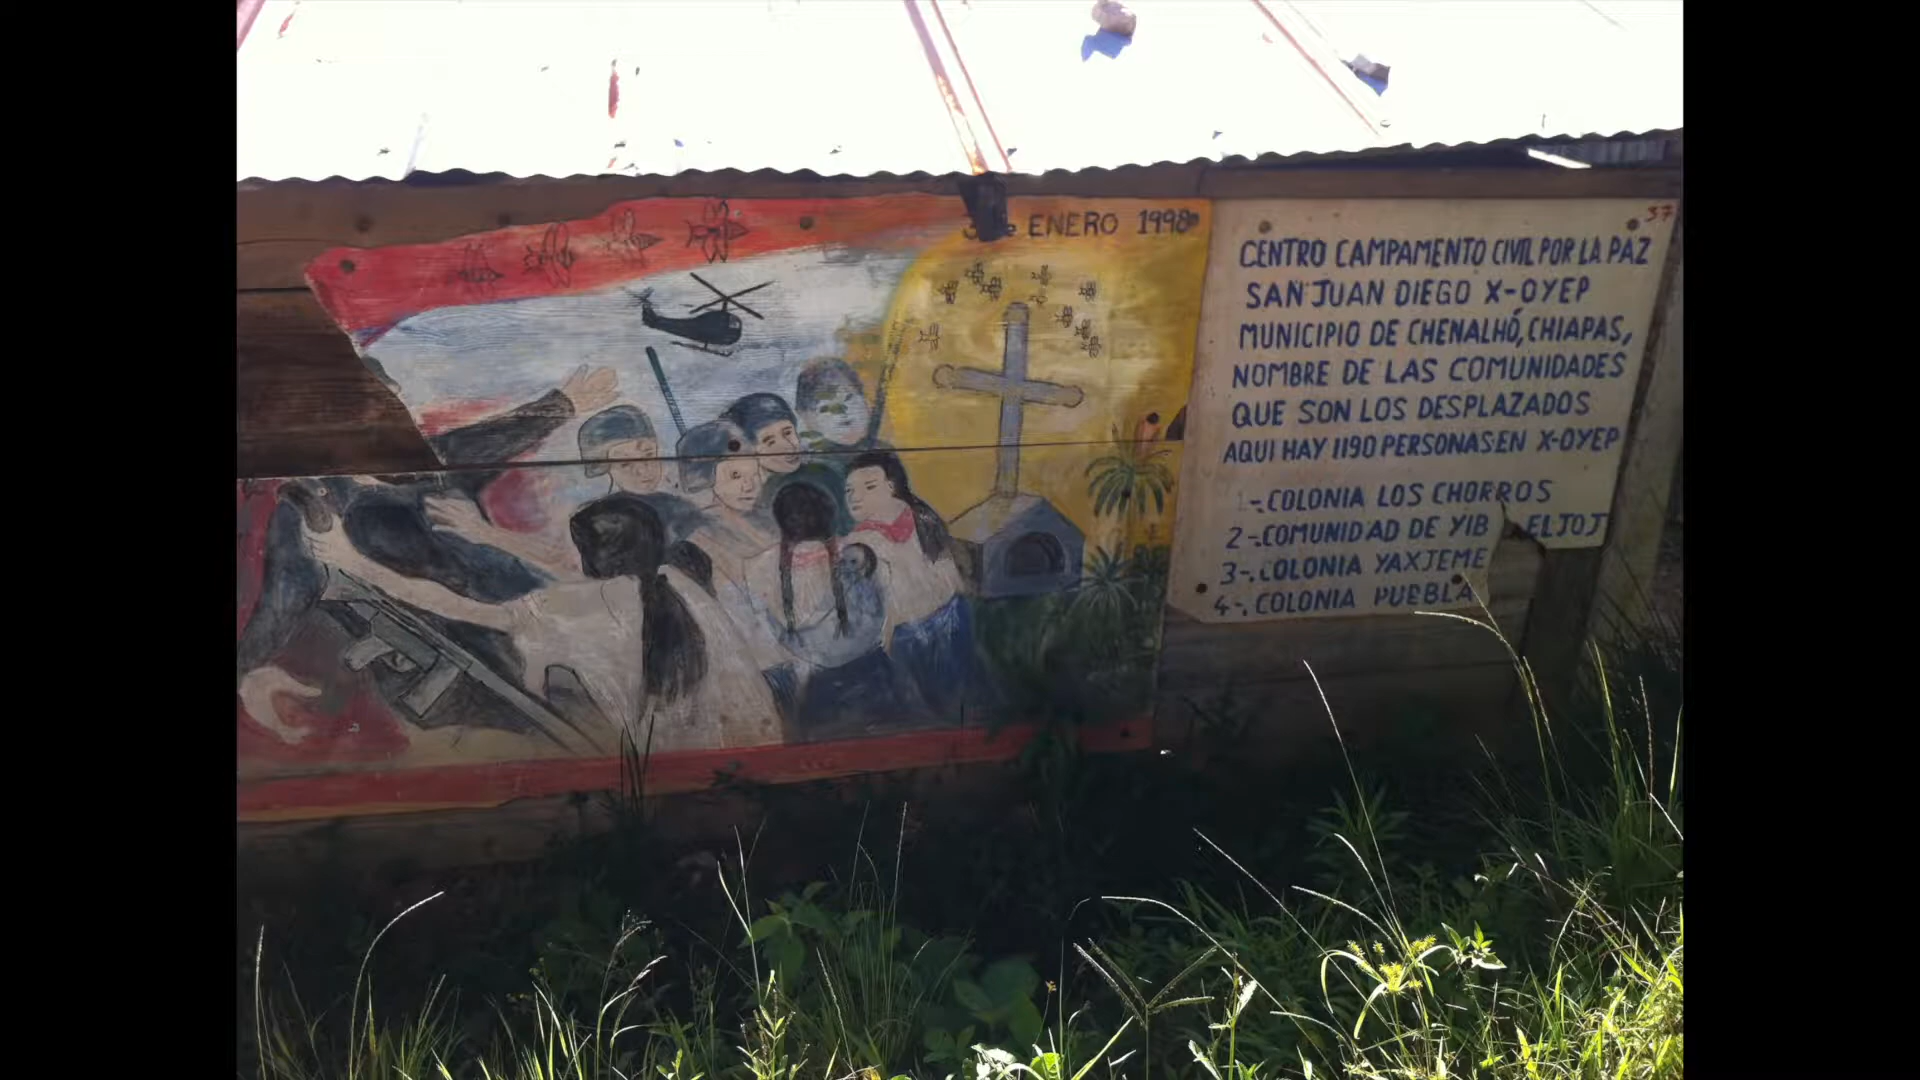 ENERO 1998
37
CENTRO CAMPAMENTO CIVIL POR LA PAZ
SAN JUAN DIEGO X-OYEP
MUNICIPIO DE CHENALHÓ, CHIAPAS,
NOMBRE DE LAS COMUNIDADES
QUE SON LOS DESPLAZADOS
AQUI HAY 1190 PERSONAS EN X-OYEP
1-. COLONIA LOS CHORROS
2-. COMUNIDAD DE YIB ELJOJ
3-. COLONIA YAXJEME
4-. COLONIA PUEBLA